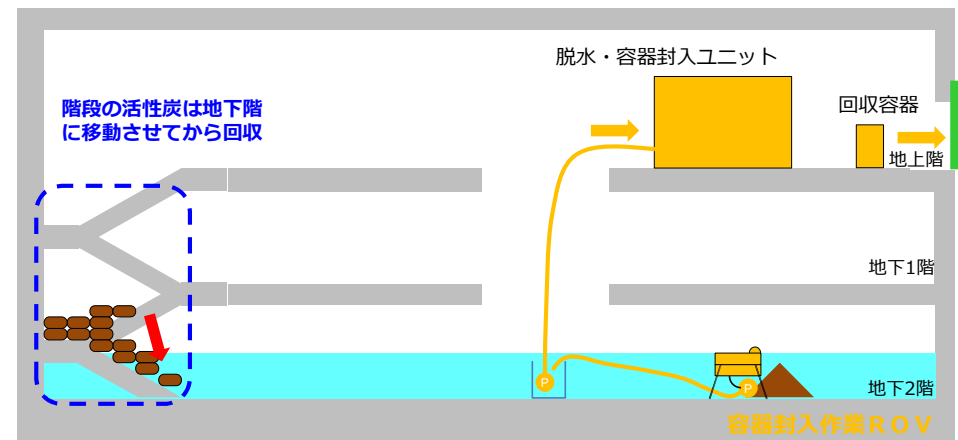 脱水・容器封入ユニット
階段の活性炭は地下階
に移動させてから回収
回収容器
地上階
地下1階
P
P
地下2階
容器封入作業ＲＯＶ